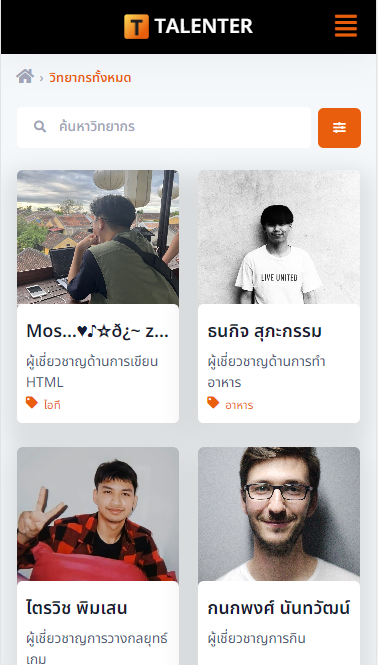 T TALENTER
› วิทยากรทั้งหมด
ค้นหาวิทยากร
LIVE UNITED
Mos...♥♪☆ð¿~ z...
ผู้เชี่ยวชาญด้านการเขียน
HTML
ไอที
ธนกิจ สุภะกรรม
ผู้เชี่ยวชาญด้านการทำ
อาหาร
อาหาร
ไตรวิช พิมเสน
ผู้เชี่ยวชาญการวางกลยุทธ์
เกม
กนกพงศ์ นันทวัฒน์
ผู้เชี่ยวชาญการกิน